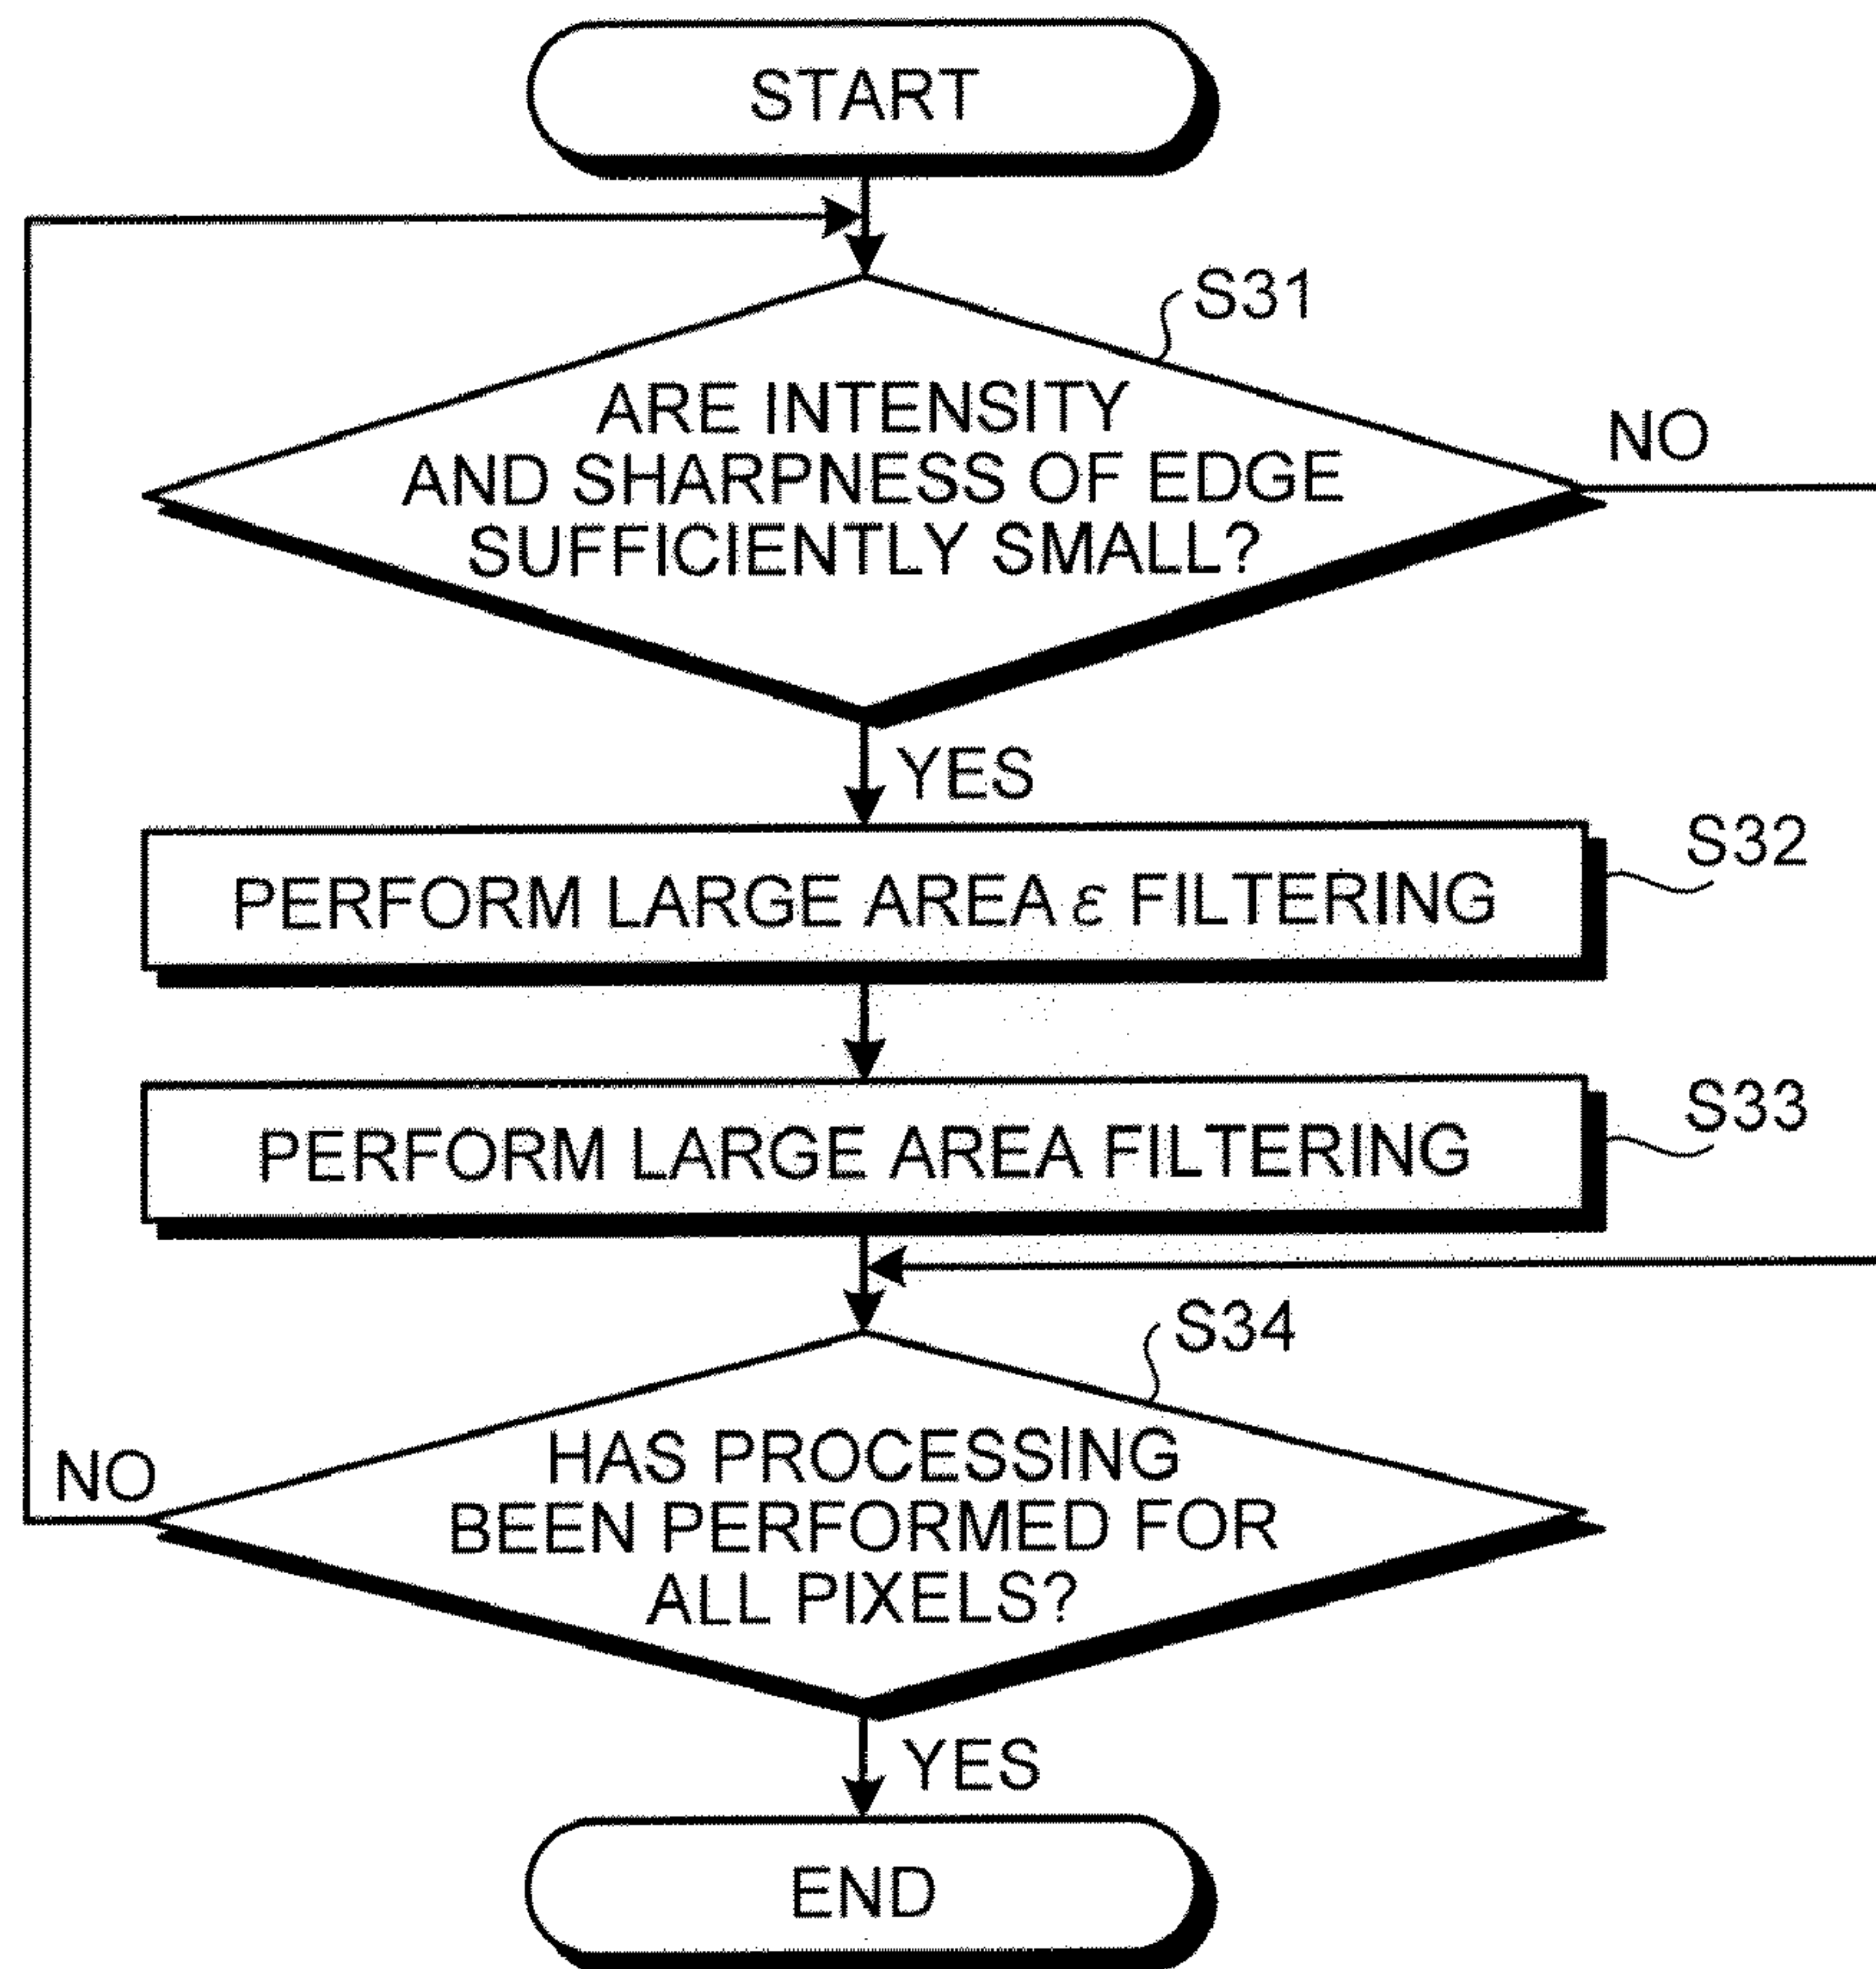 START
S31
ARE INTENSITY
AND SHARPNESS OF EDGE
SUFFICIENTLY SMALL?
NO
YES
S32
PERFORM LARGE AREA ε FILTERING
S33
PERFORM LARGE AREA FILTERING
S34
HAS PROCESSING
BEEN PERFORMED FOR
ALL PIXELS?
NO
YES
END